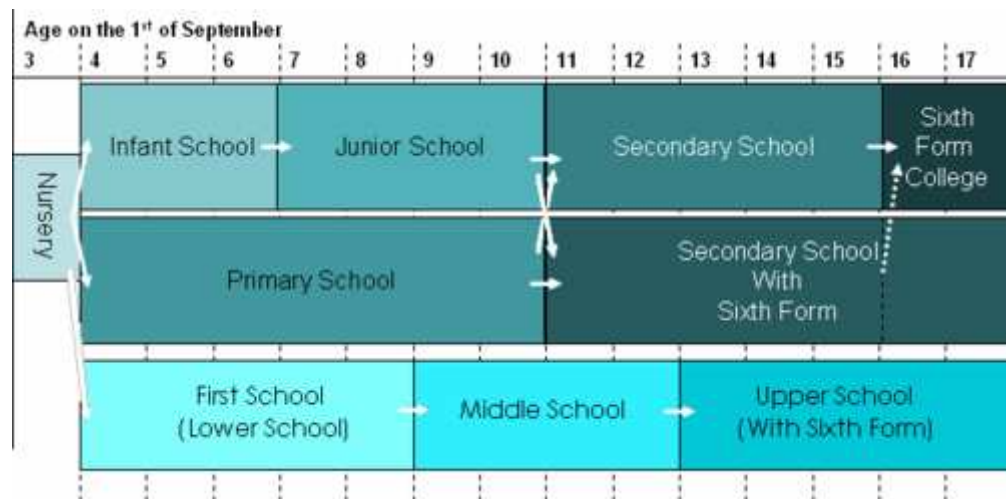 Age on the 1st of September
3 4 5 6 7 8 9 10 11 12 13 14 15 16 17
Nursery
Infant School
Junior School
Secondary School
Sixth
Form
College
Primary School
Secondary School
With
Sixth Form
First School
(Lower School)
Middle School
Upper School
(With Sixth Form)